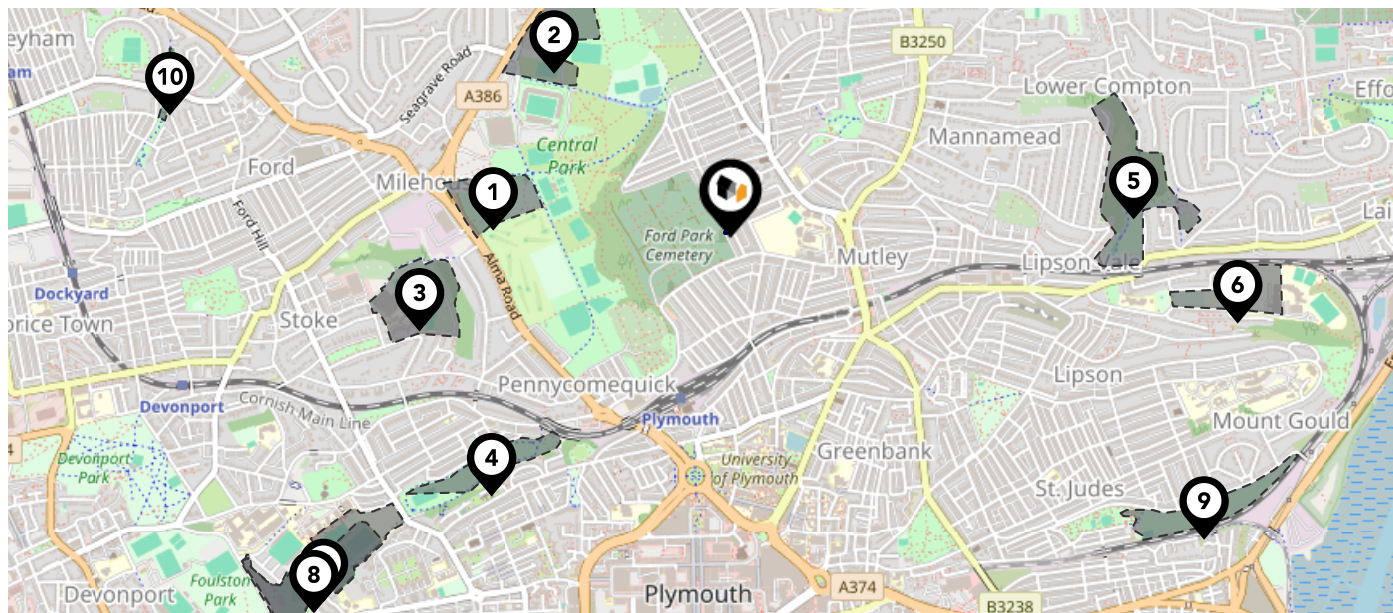 eyham
am
10
2
A386
Seagrave Road
B3250
Lower Compton
Effo
Central
Park
Mannamead
Ford
Milehou
1
5
Ford Hill
Ford Park
Cemetery
Mutley
Lai
Lipson Vale
Alma Road
Dockyard
3
6
orice Town
Stoke
Pennycomequick
Lipson
Devonport
Cornish Main Line
Plymouth
Mount Gould
4
4
Devonport
Park
University
of Plymouth
Greenbank
St. Judes
9
8
Foulston
Park
Devonport
Plymouth
A374
B3238